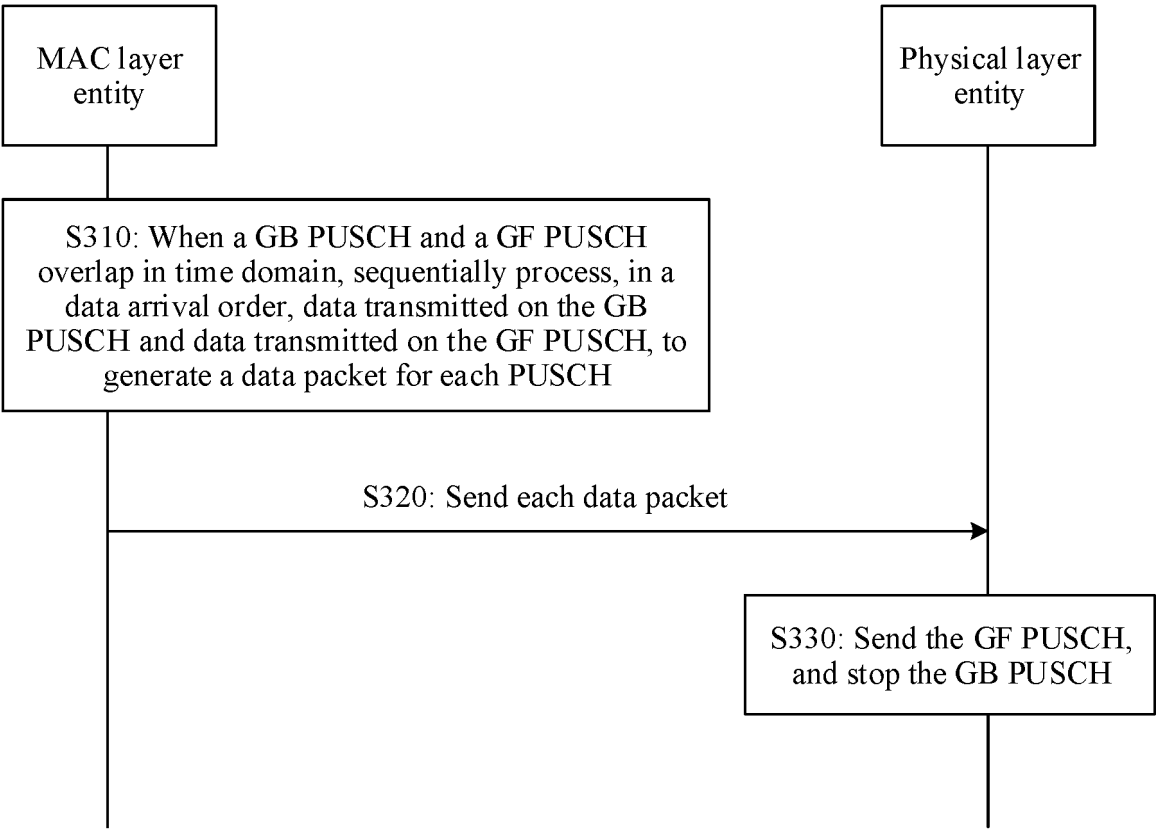 MAC layer
entity
Physical layer
entity
S310: When a GB PUSCH and a GF PUSCH
overlap in time domain, sequentially process, in a
data arrival order, data transmitted on the GB
PUSCH and data transmitted on the GF PUSCH, to
generate a data packet for each PUSCH
S320: Send each data packet
S330: Send the GF PUSCH,
and stop the GB PUSCH